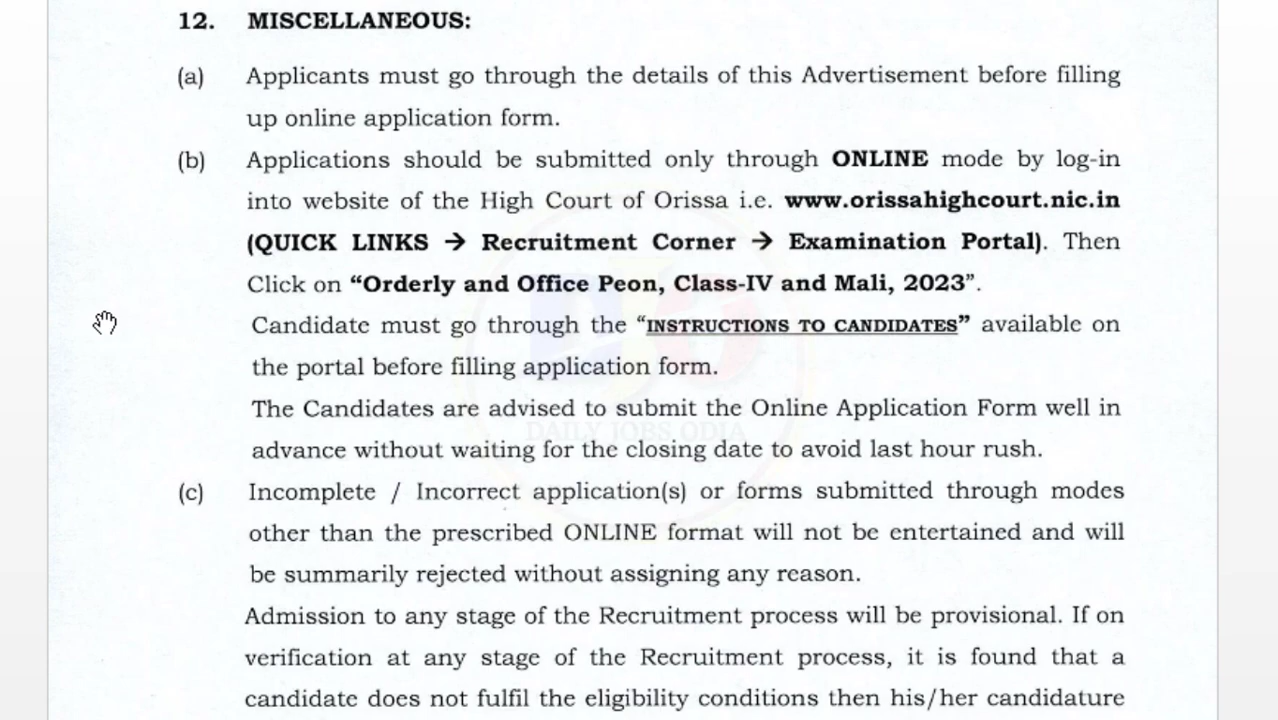 12. MISCELLANEOUS:
(a) Applicants must go through the details of this Advertisement before filling
up online application form.
(b) Applications should be submitted only through ONLINE mode by log-in
into website of the High Court of Orissa i.e. www.orissahighcourt.nic.in
(QUICK LINKS → Recruitment Corner → Examination Portal). Then
Click on “Orderly and Office Peon, Class-IV and Mali, 2023”.
Candidate must go through the “INSTRUCTIONS TO CANDIDATES” available on
the portal before filling application form.
The Candidates are advised to submit the Online Application Form well in
DAILY JOBS ODIA
advance without waiting for the closing date to avoid last hour rush.
(c) Incomplete / Incorrect application(s) or forms submitted through modes
other than the prescribed ONLINE format will not be entertained and will
be summarily rejected without assigning any reason.
Admission to any stage of the Recruitment process will be provisional. If on
verification at any stage of the Recruitment process, it is found that a
candidate does not fulfil the eligibility conditions then his/her candidature